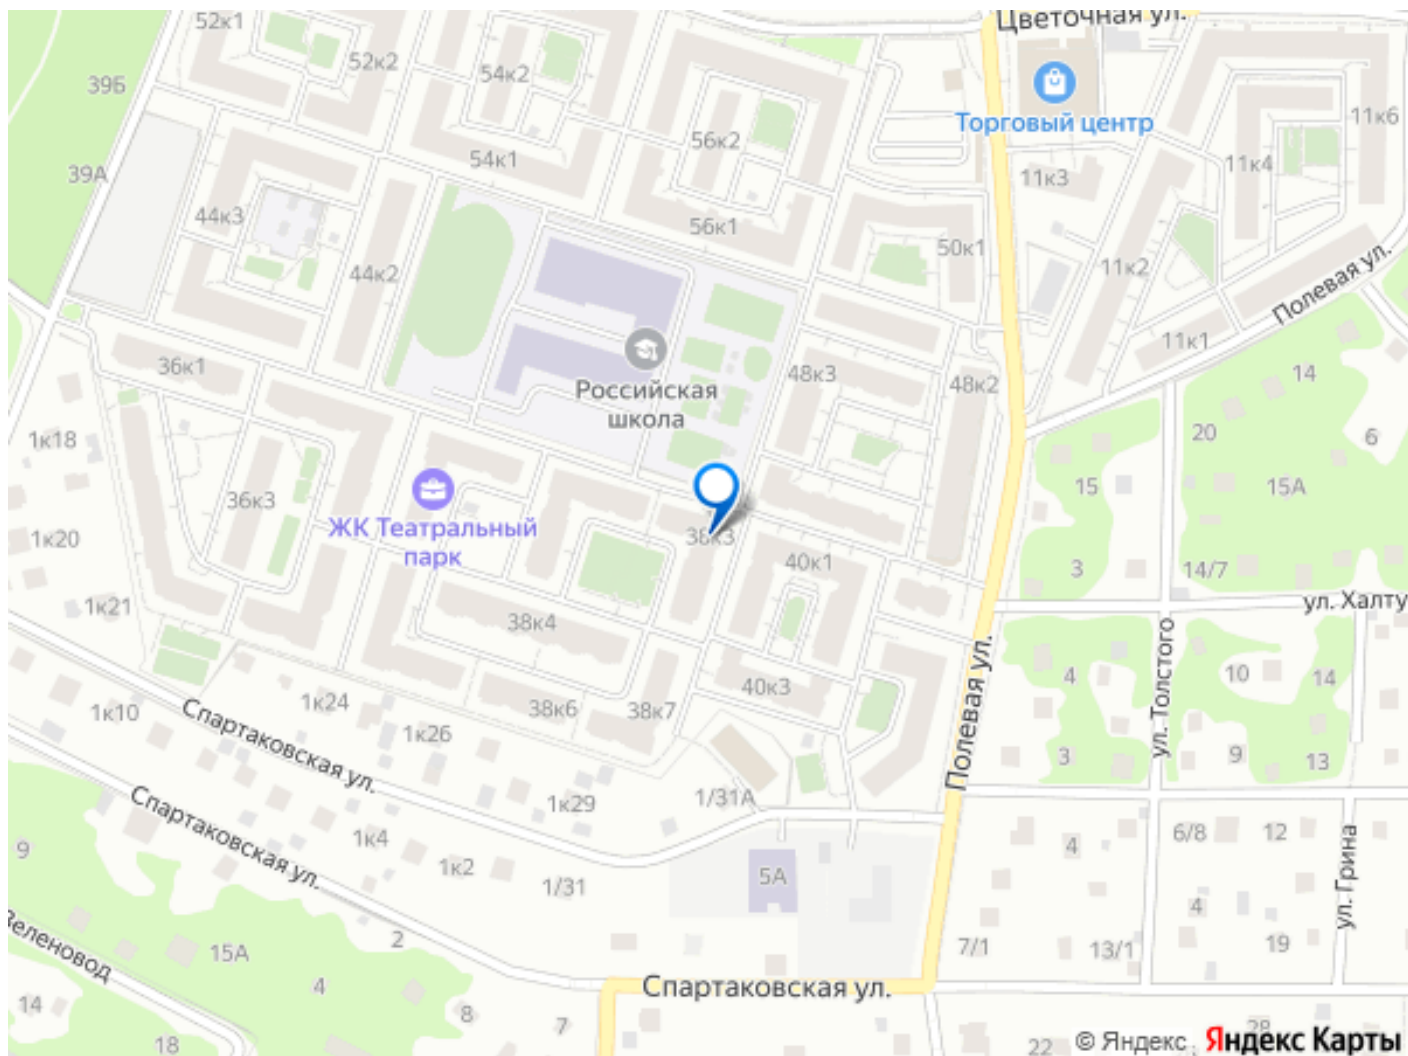 Цветочная ул.
52к1
52к2
54к2
39Б
Торговый центр
11к6
56к2
54к1
11к4
39А
11к3
44к3
56к1
50к1
44к2
11к2
Полевая ул.
11к1
36к1
48к3
48к2
14
Российская
школа
1к18
20
6
15
15А
36к3
ЖК Театральный
парк
38к3
1к20
40к1
3
14/7
1к21
38к4
ул. Халту
ул. Толстого
4
10
14
1к24
38к6
38к7
40к3
1к10
1к26
Спартаковская ул.
Полевая ул.
3
9
13
1/31А
1к29
Спартаковская ул.
9
1к4
1к2
1/31
5А
4
6/8
12
ул. Грина
4
2
15А
7/1
13/1
19
Зеленовод
4
Спартаковская ул.
14
8
7
18
22
28
© Яндекс
Яндекс Карты